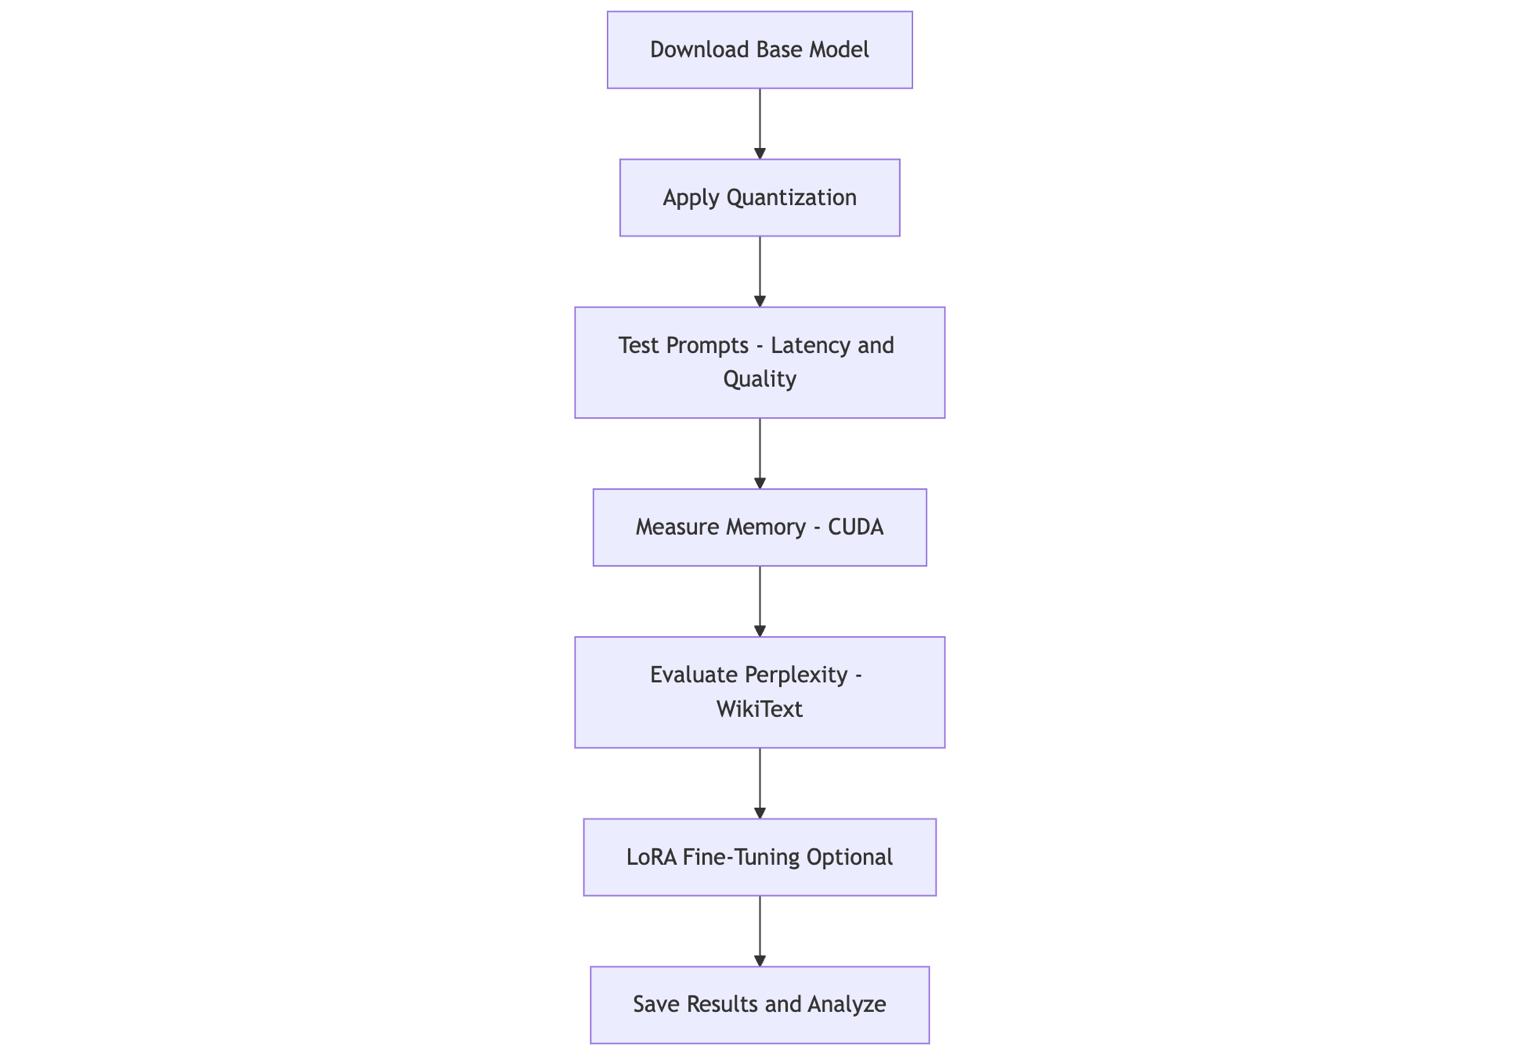 Download Base Model
Apply Quantization
Test Prompts - Latency and
Quality
Measure Memory - CUDA
Evaluate Perplexity -
WikiText
LoRA Fine-Tuning Optional
Save Results and Analyze